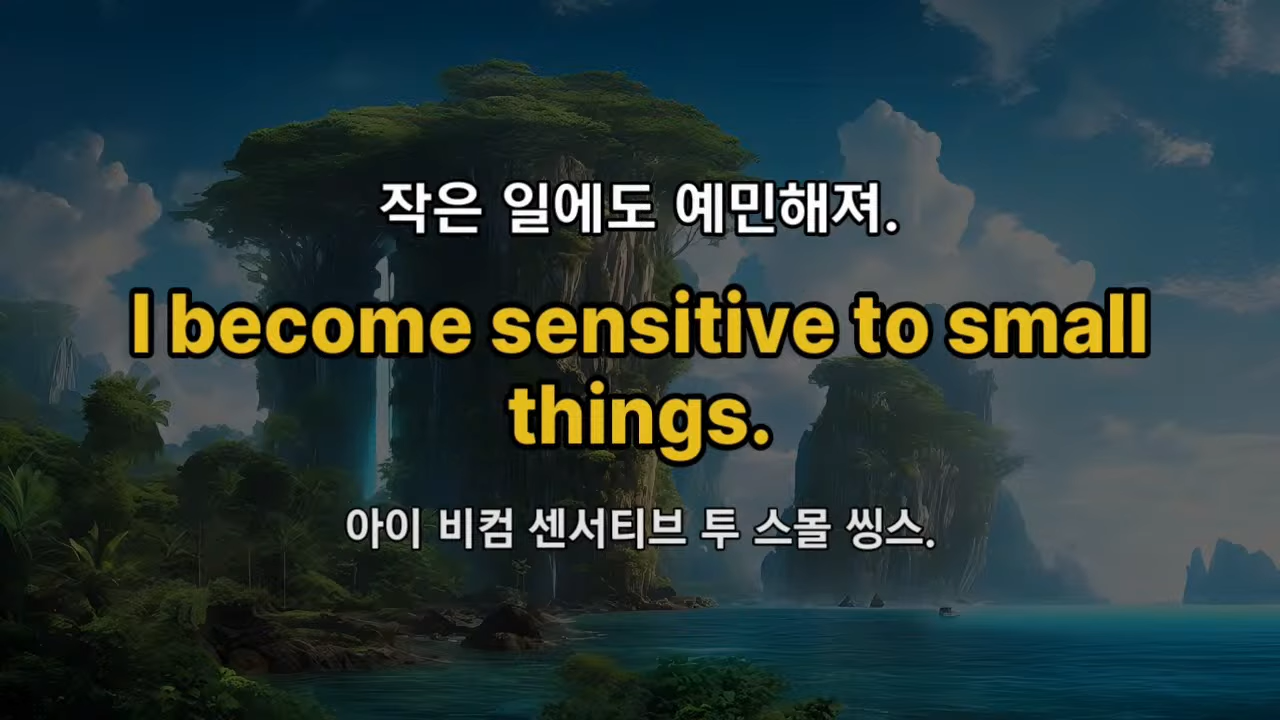 작은 일에도 예민해져.
I become sensitive to small
things.
아이 비컴 센서티브 투 스몰 씽스.